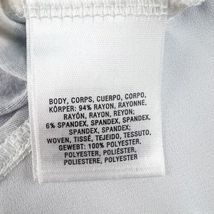 BODY, CORPS, CUERPO, CORPO,
KÖRPER: 94% RAYON, RAYONNE,
RAYÓN, RAYON, REYON;
6% SPANDEX, SPANDEX,
SPANDEX, SPANDEX, SPANDEX;
WOVEN, TISSÉ, TEJIDO, TESSUTO,
GEWEBT: 100% POLYESTER,
POLYESTER, POLIÉSTER,
POLIESTERE, POLYESTER